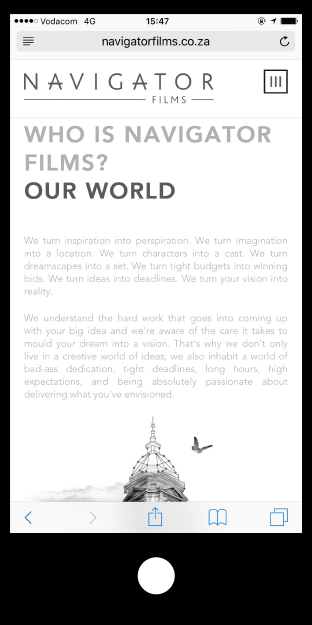 Vodacom 4G 15:47
navigatorfilms.co.za
NAVIGATOR
FILMS
WHO IS NAVIGATOR
FILMS?
OUR WORLD
We turn inspiration into perspiration. We turn imagination
into a location. We turn characters into a cast. We turn
dreamscapes into a set. We turn tight budgets into winning
bids. We turn ideas into deadlines. We turn your vision into
reality.
We understand the hard work that goes into coming up
with your big idea and we're aware of the care it takes to
mould your dream into a vision. That's why we don't only
live in a creative world of ideas; we also inhabit a world of
bad-ass dedication, tight deadlines, long hours, high
expectations, and being absolutely passionate about
delivering what you've envisioned.